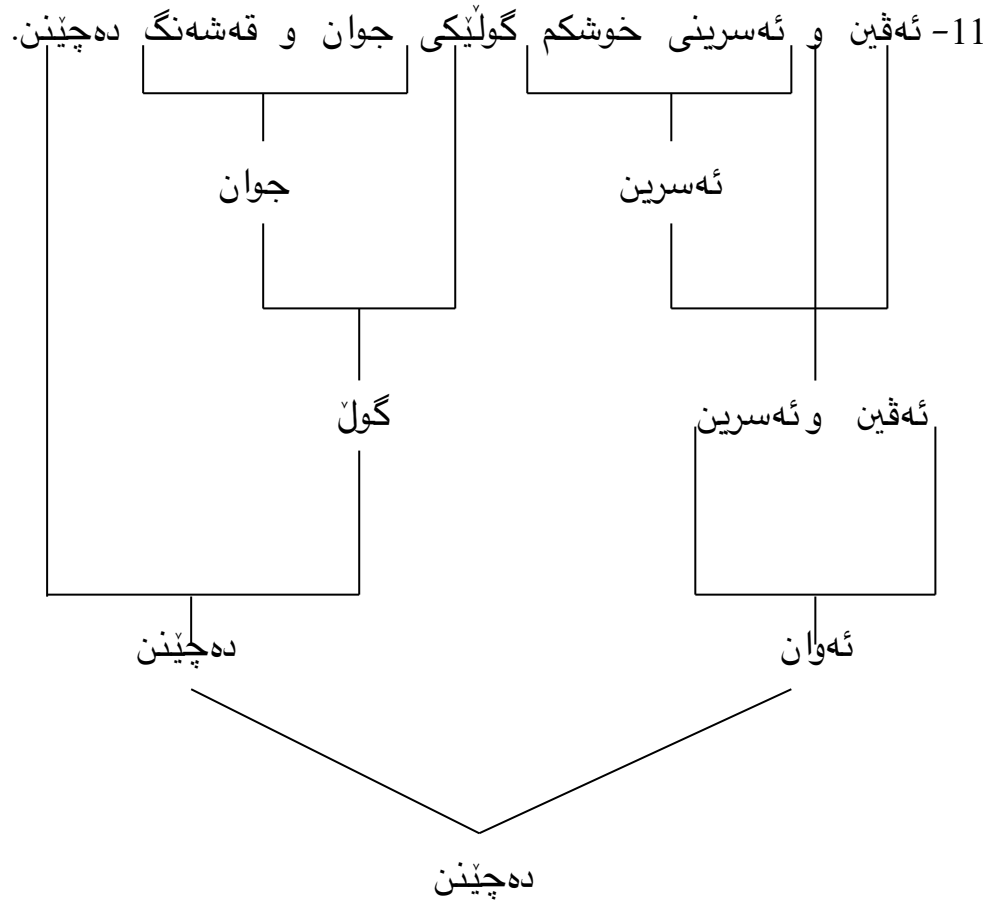 11- ئەڤین و ئەسرینی خوشکم گوڵێکی جوان و قەشەنگ دەچێنن.
ئەسرین جوان
ئەڤین و ئەسرین گوڵ
ئەوان دەچێنن
دەچێنن